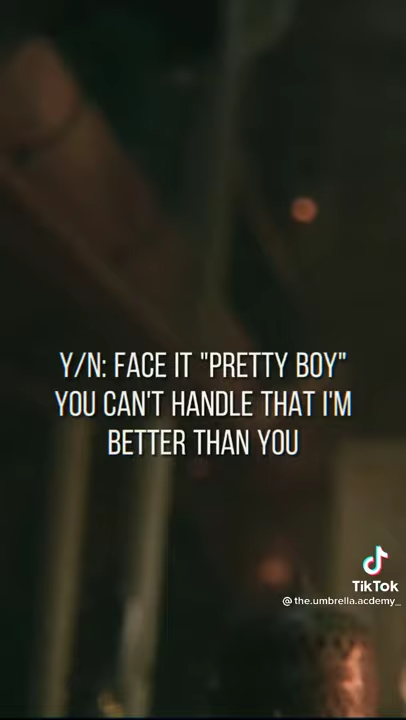 Y/N: FACE IT "PRETTY BOY"
YOU CAN'T HANDLE THAT I'M
BETTER THAN YOU
TikTok
@the.umbrella.acdemy_